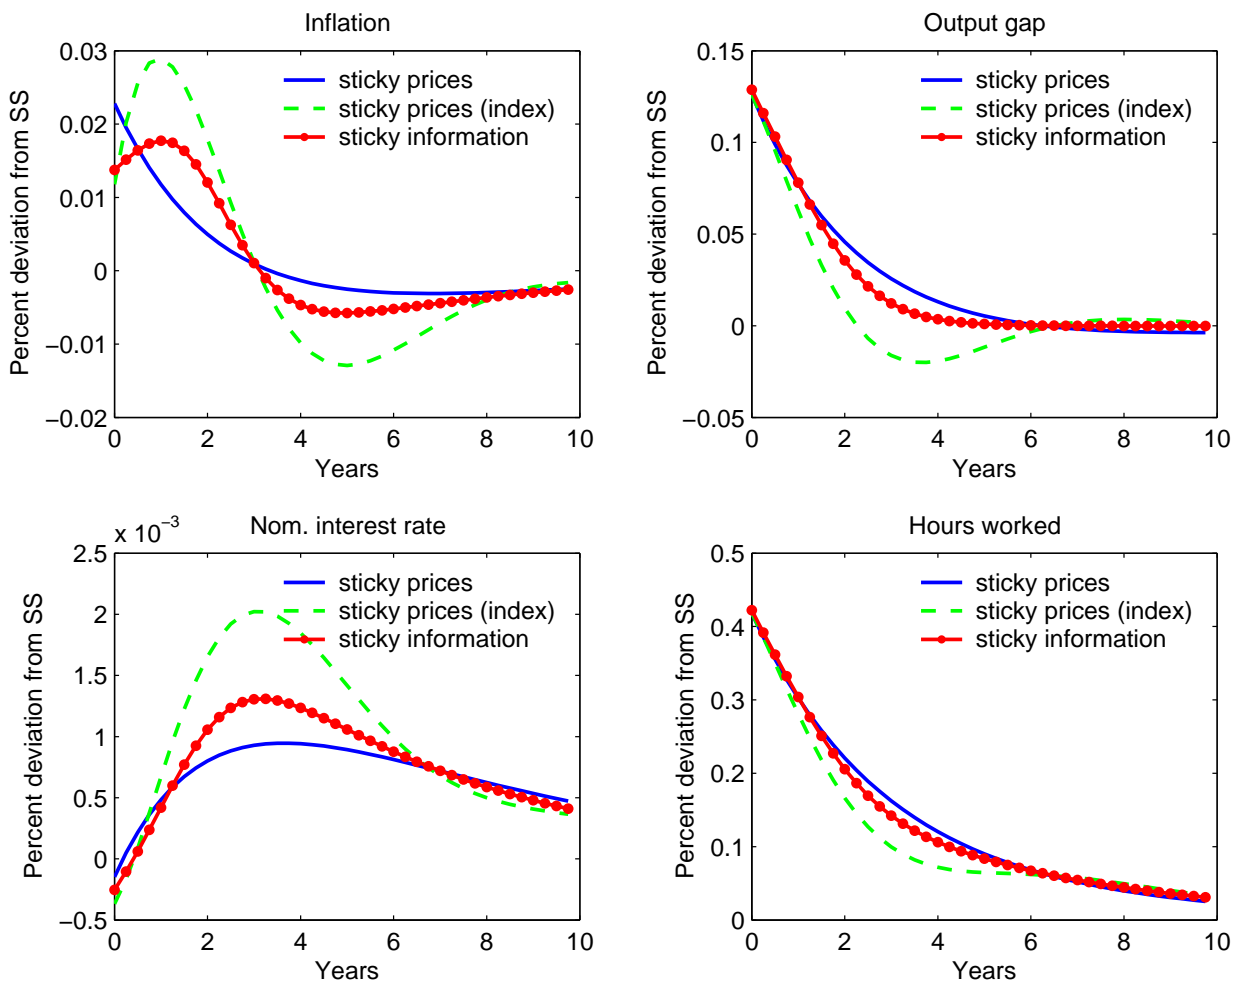 Inflation
Percent deviation from SS
0.03
0.02
0.01
0
−0.01
−0.02
sticky prices
sticky prices (index)
sticky information
0 2 4 6 8 10
Years
Output gap
Percent deviation from SS
0.15
0.1
0.05
0
−0.05
sticky prices
sticky prices (index)
sticky information
0 2 4 6 8 10
Years
Nom. interest rate
x 10−3
Percent deviation from SS
2.5
2
1.5
1
0.5
0
−0.5
sticky prices
sticky prices (index)
sticky information
0 2 4 6 8 10
Years
Hours worked
Percent deviation from SS
0.5
0.4
0.3
0.2
0.1
0
sticky prices
sticky prices (index)
sticky information
0 2 4 6 8 10
Years